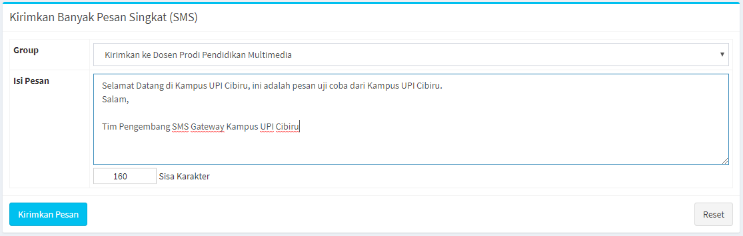 Kirimkan Banyak Pesan Singkat (SMS)
Group
Kirimkan ke Dosen Prodi Pendidikan Multimedia
Isi Pesan
Selamat Datang di Kampus UPI Cibiru, ini adalah pesan uji coba dari Kampus UPI Cibiru.
Salam,
Tim Pengembang SMS Gateway Kampus UPI Cibiru
160 Sisa Karakter
Kirimkan Pesan
Reset